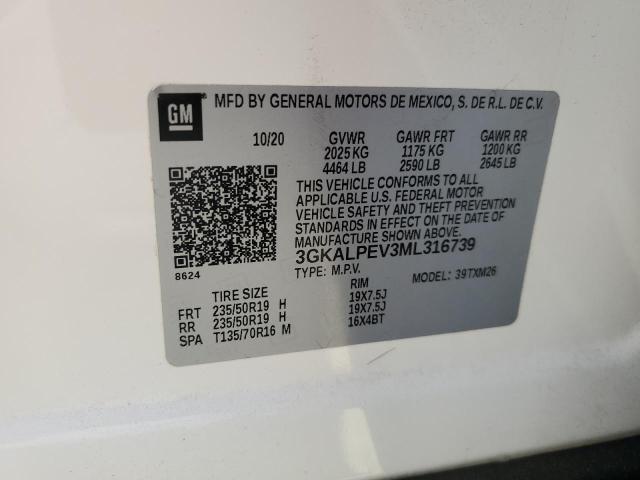 GM
MFD BY GENERAL MOTORS DE MEXICO, S. DE R.L. DE C.V.
10/20 GVWR GAWR FRT GAWR RR
2025 KG 1175 KG 1200 KG
4464 LB 2590 LB 2645 LB
THIS VEHICLE CONFORMS TO ALL
APPLICABLE U.S. FEDERAL MOTOR
VEHICLE SAFETY AND THEFT PREVENTION
STANDARDS IN EFFECT ON THE DATE OF
MANUFACTURE SHOWN ABOVE.
3GKALPEV3ML316739
8624
TYPE: M.P.V. MODEL: 39TXM26
TIRE SIZE RIM
FRT 235/50R19 H 19X7.5J
RR 235/50R19 H 19X7.5J
SPA T135/70R16 M 16X4BT